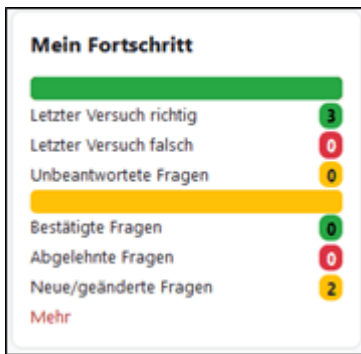 Mein Fortschritt
Letzter Versuch richtig 3
Letzter Versuch falsch 0
Unbeantwortete Fragen 0
Bestätigte Fragen 0
Abgelehnte Fragen 0
Neue/geänderte Fragen 2
Mehr